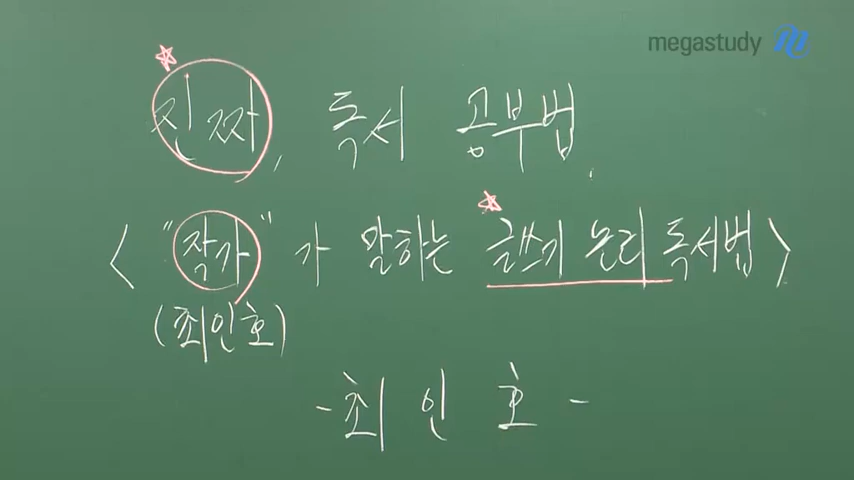 megastudy
진짜, 독서 공부법.
< "작가"가 말하는 글쓰기 논리 독서법 >
(최인호)
- 최 인 호 -